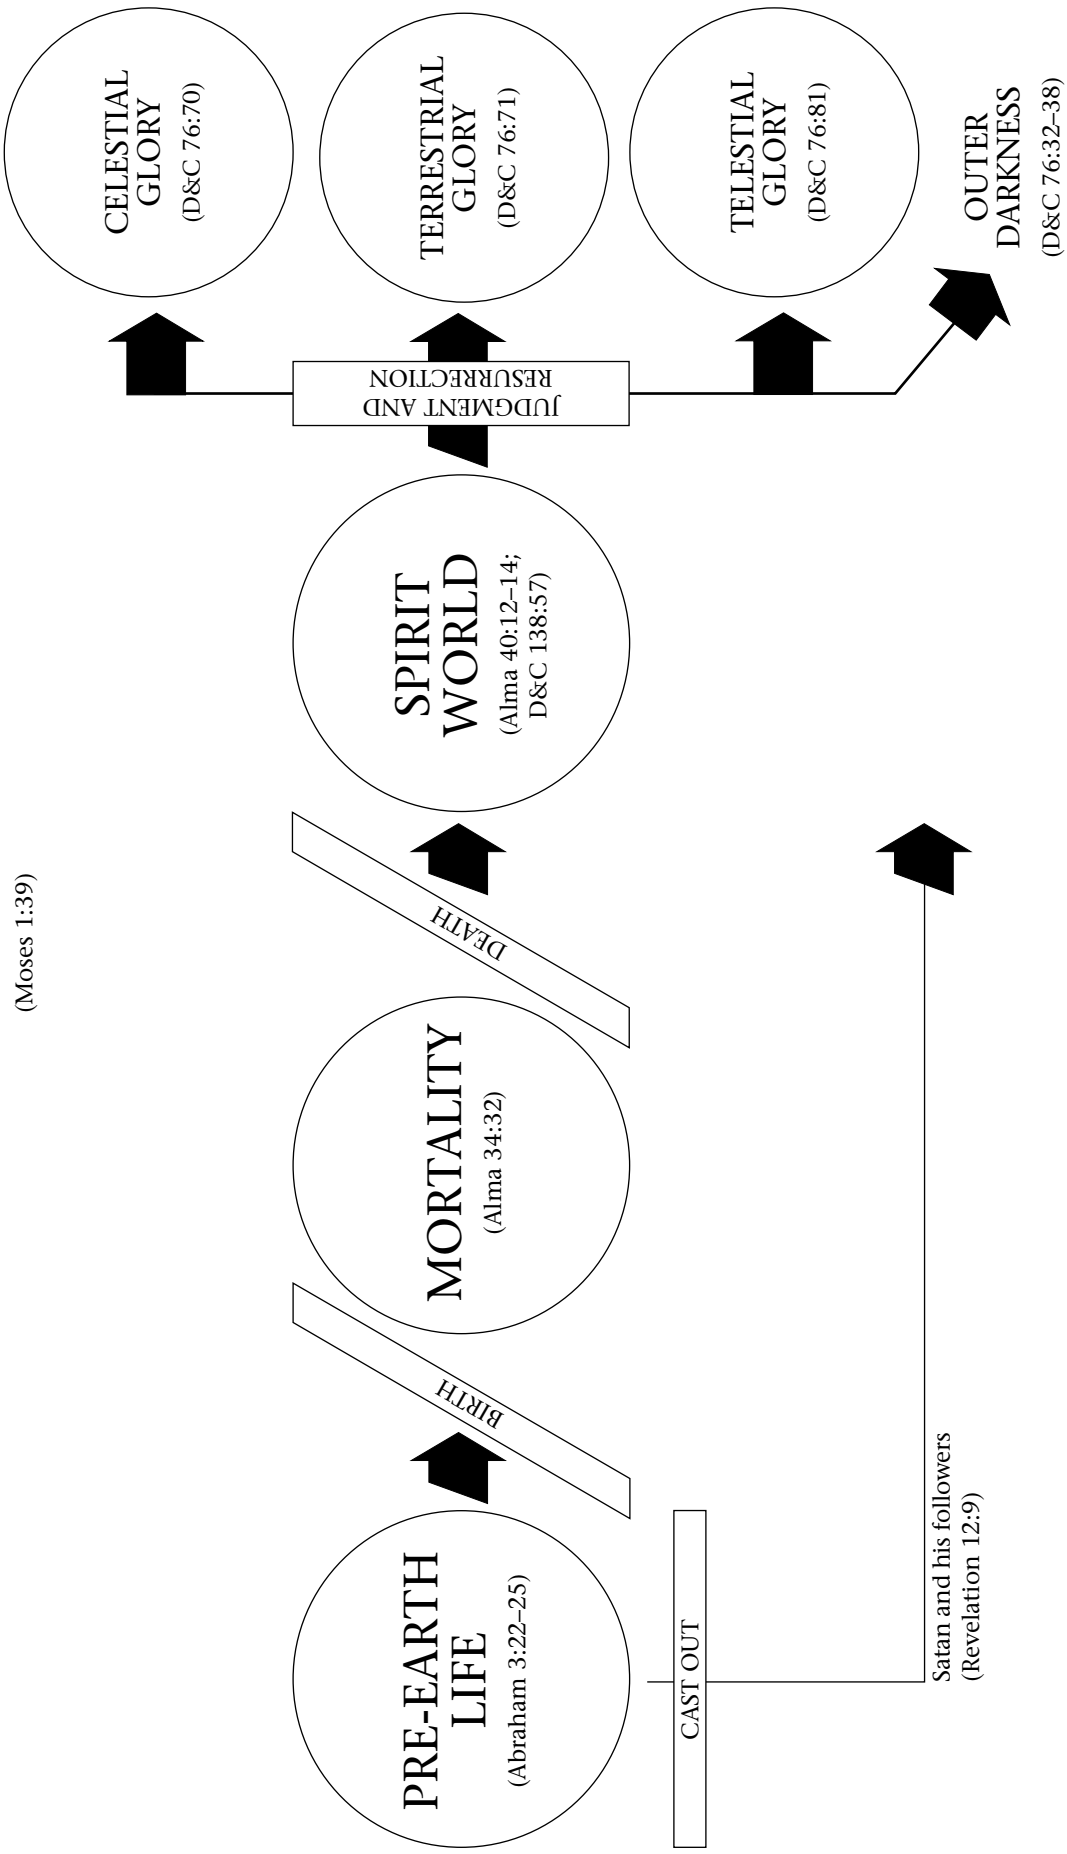 (Moses 1:39)
PRE-EARTH
LIFE
(Abraham 3:22–25)
BIRTH
MORTALITY
(Alma 34:32)
DEATH
SPIRIT
WORLD
(Alma 40:12–14;
D&C 138:57)
JUDGMENT AND
RESURRECTION
CELESTIAL
GLORY
(D&C 76:70)
TERRESTRIAL
GLORY
(D&C 76:71)
TELESTIAL
GLORY
(D&C 76:81)
OUTER
DARKNESS
(D&C 76:32–38)
CAST OUT
Satan and his followers
(Revelation 12:9)